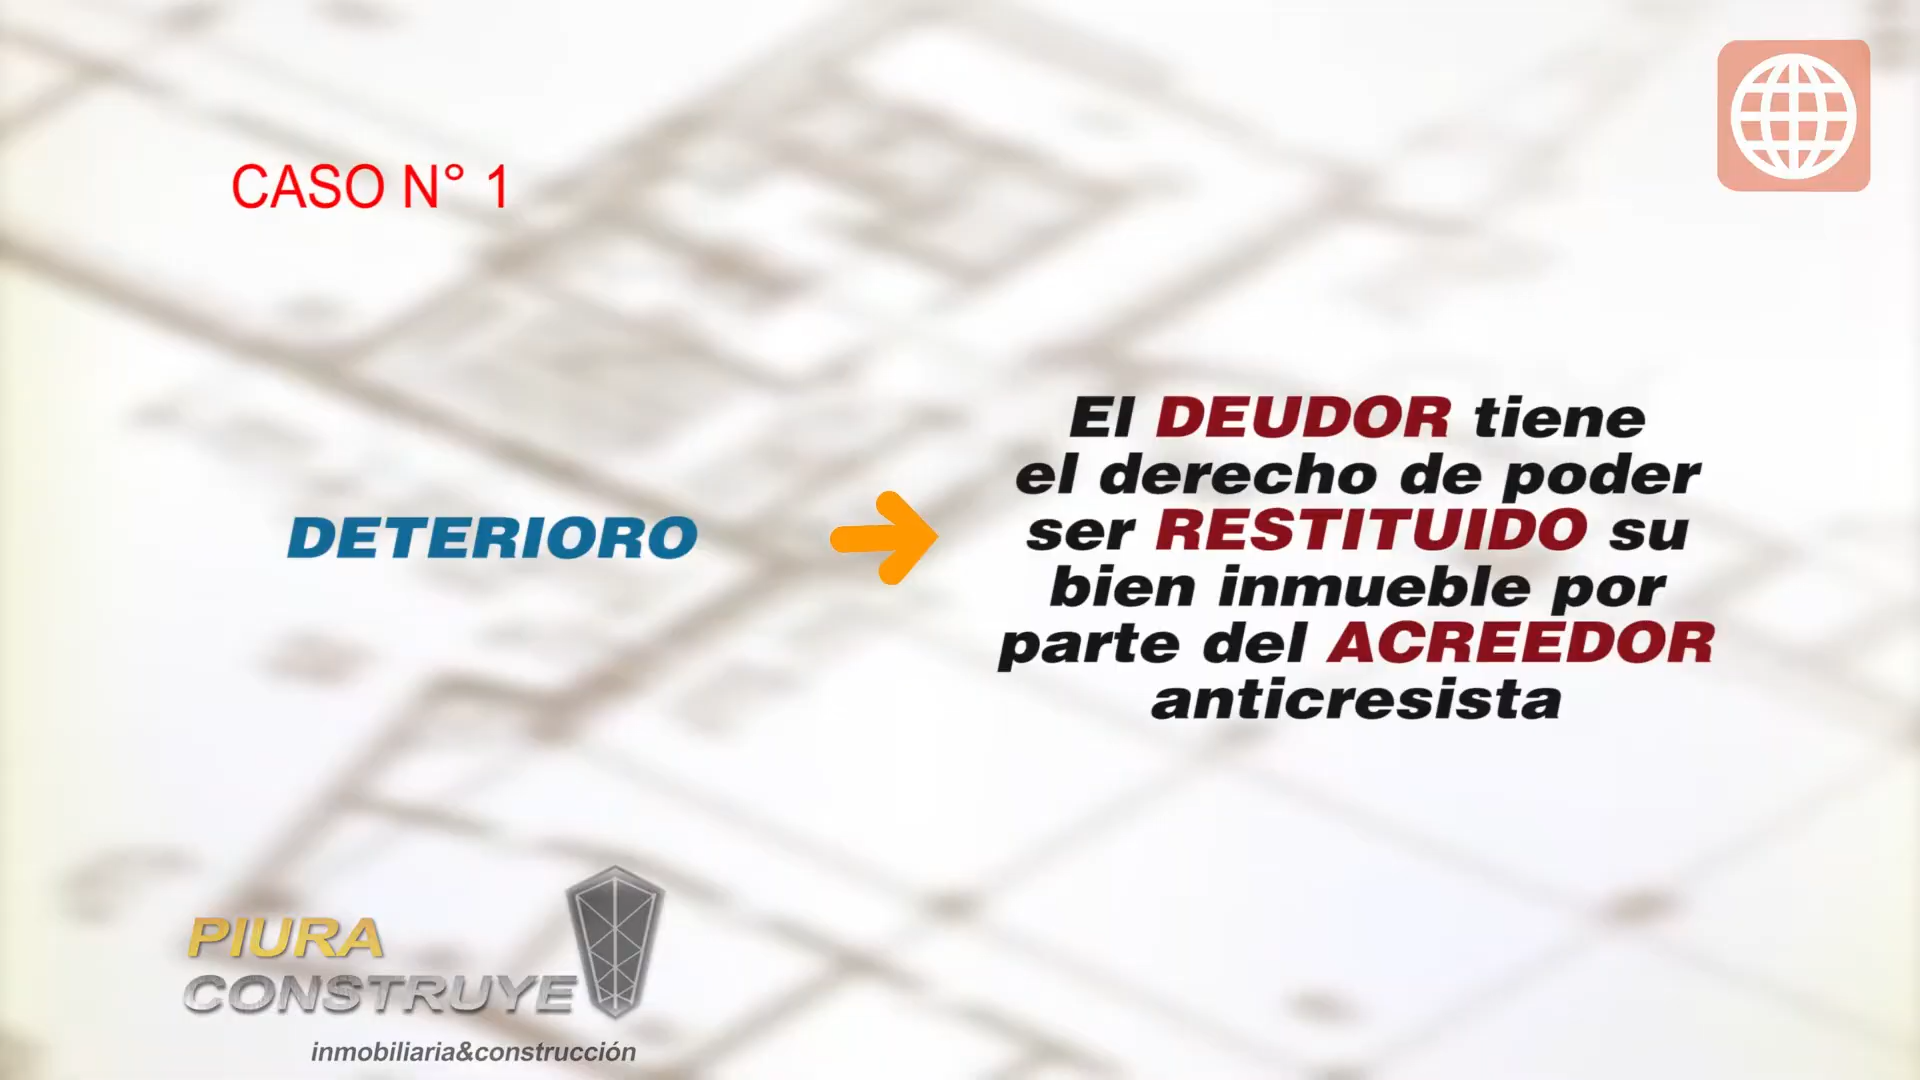 CASO N° 1
DETERIORO
El DEUDOR tiene
el derecho de poder
ser RESTITUIDO su
bien inmueble por
parte del ACREEDOR
anticresista
PIURA
CONSTRUYE
inmobiliaria&construcción